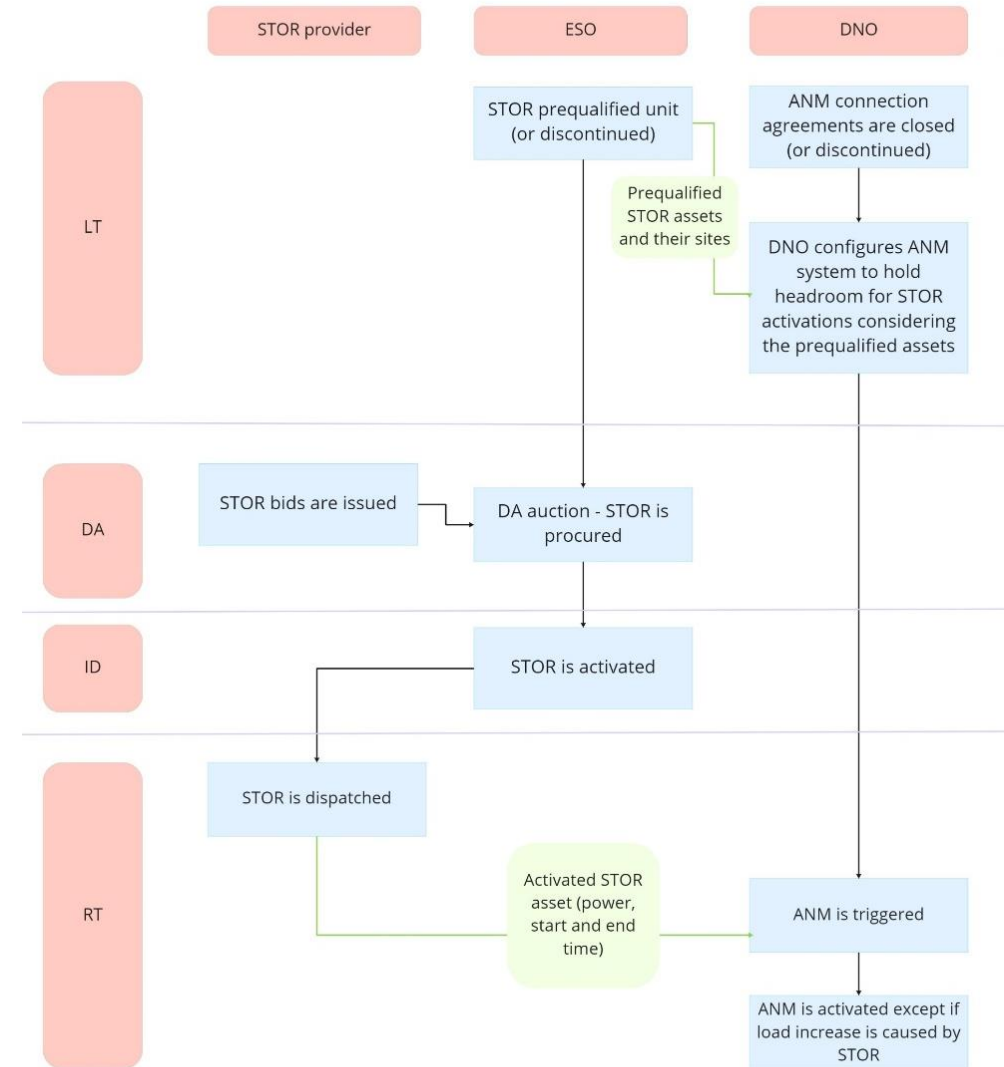 STOR provider
ESO
DNO
LT
STOR prequalified unit
(or discontinued)
ANM connection
agreements are closed
(or discontinued)
Prequalified
STOR assets
and their sites
DNO configures ANM
system to hold
headroom for STOR
activations considering
the prequalified assets
DA
STOR bids are issued
DA auction - STOR is
procured
ID
STOR is activated
RT
STOR is dispatched
Activated STOR
asset (power,
start and end
time)
ANM is triggered
ANM is activated except if
load increase is caused by
STOR